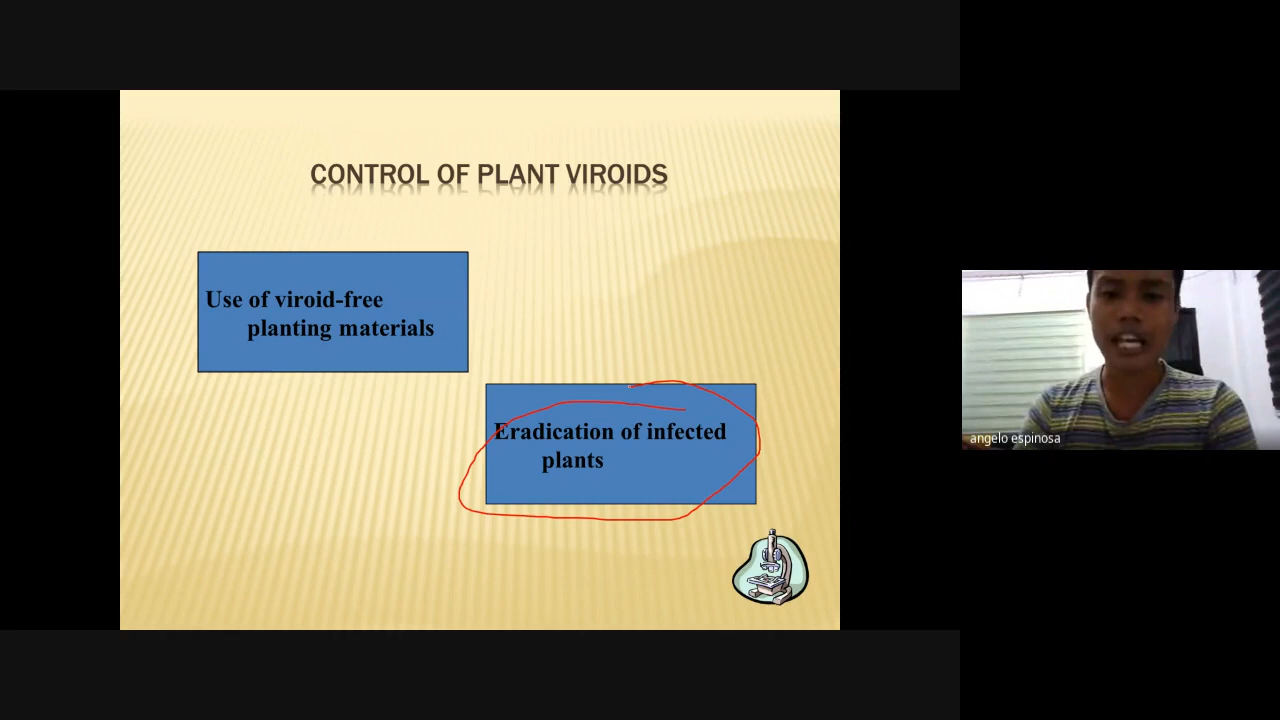 CONTROL OF PLANT VIROIDS
Use of viroid-free
planting materials
Eradication of infected
plants
angelo espinosa